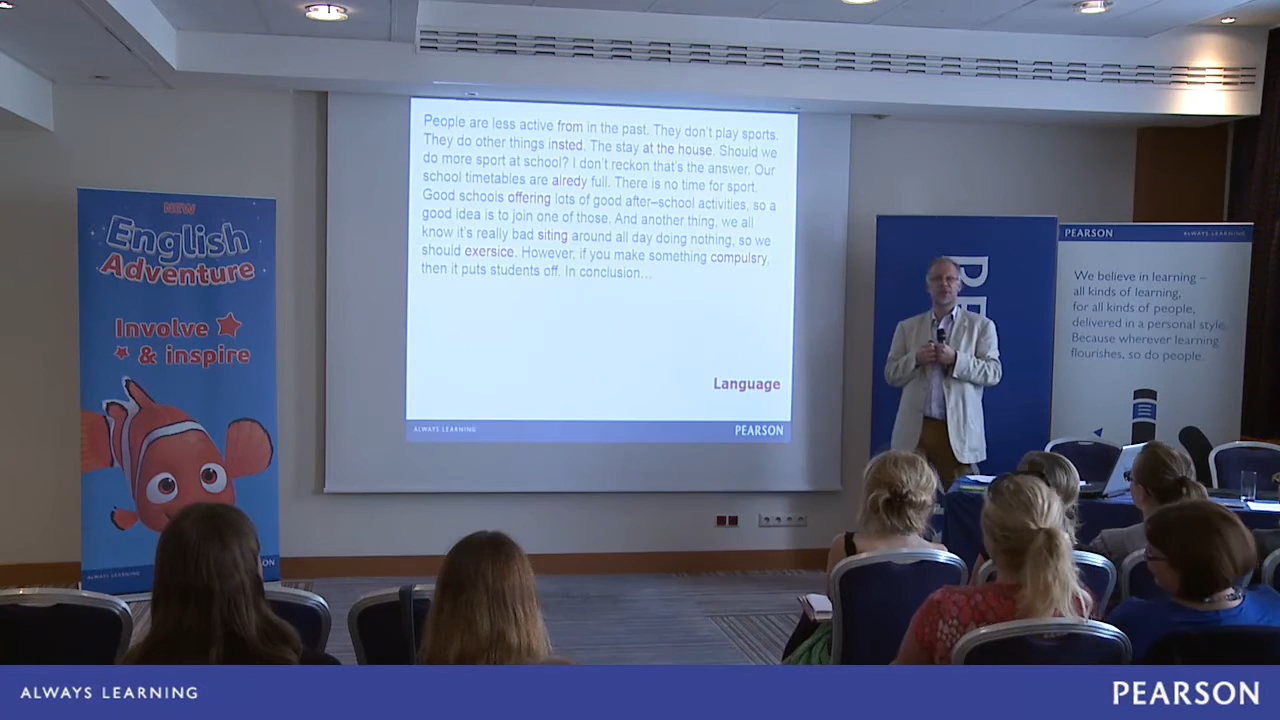 People are less active from in the past. They don't play sports.
They do other things insted. The stay at the house. Should we
do more sport at school? I don't reckon that's the answer. Our
school timetables are alredy full. There is no time for sport.
Good schools offering lots of good after–school activities, so a
good idea is to join one of those. And another thing, we all
know it's really bad siting around all day doing nothing, so we
should exersice. However, if you make something compulsry,
then it puts students off. In conclusion…
Language
ALWAYS LEARNING
PEARSON
NEW
English
Adventure
Involve
& inspire
ALWAYS LEARNING
ON
PE
PEARSON
ALWAYS LEARNING
We believe in learning –
all kinds of learning,
for all kinds of people,
delivered in a personal style.
Because wherever learning
flourishes, so do people.
ALWAYS LEARNING
PEARSON